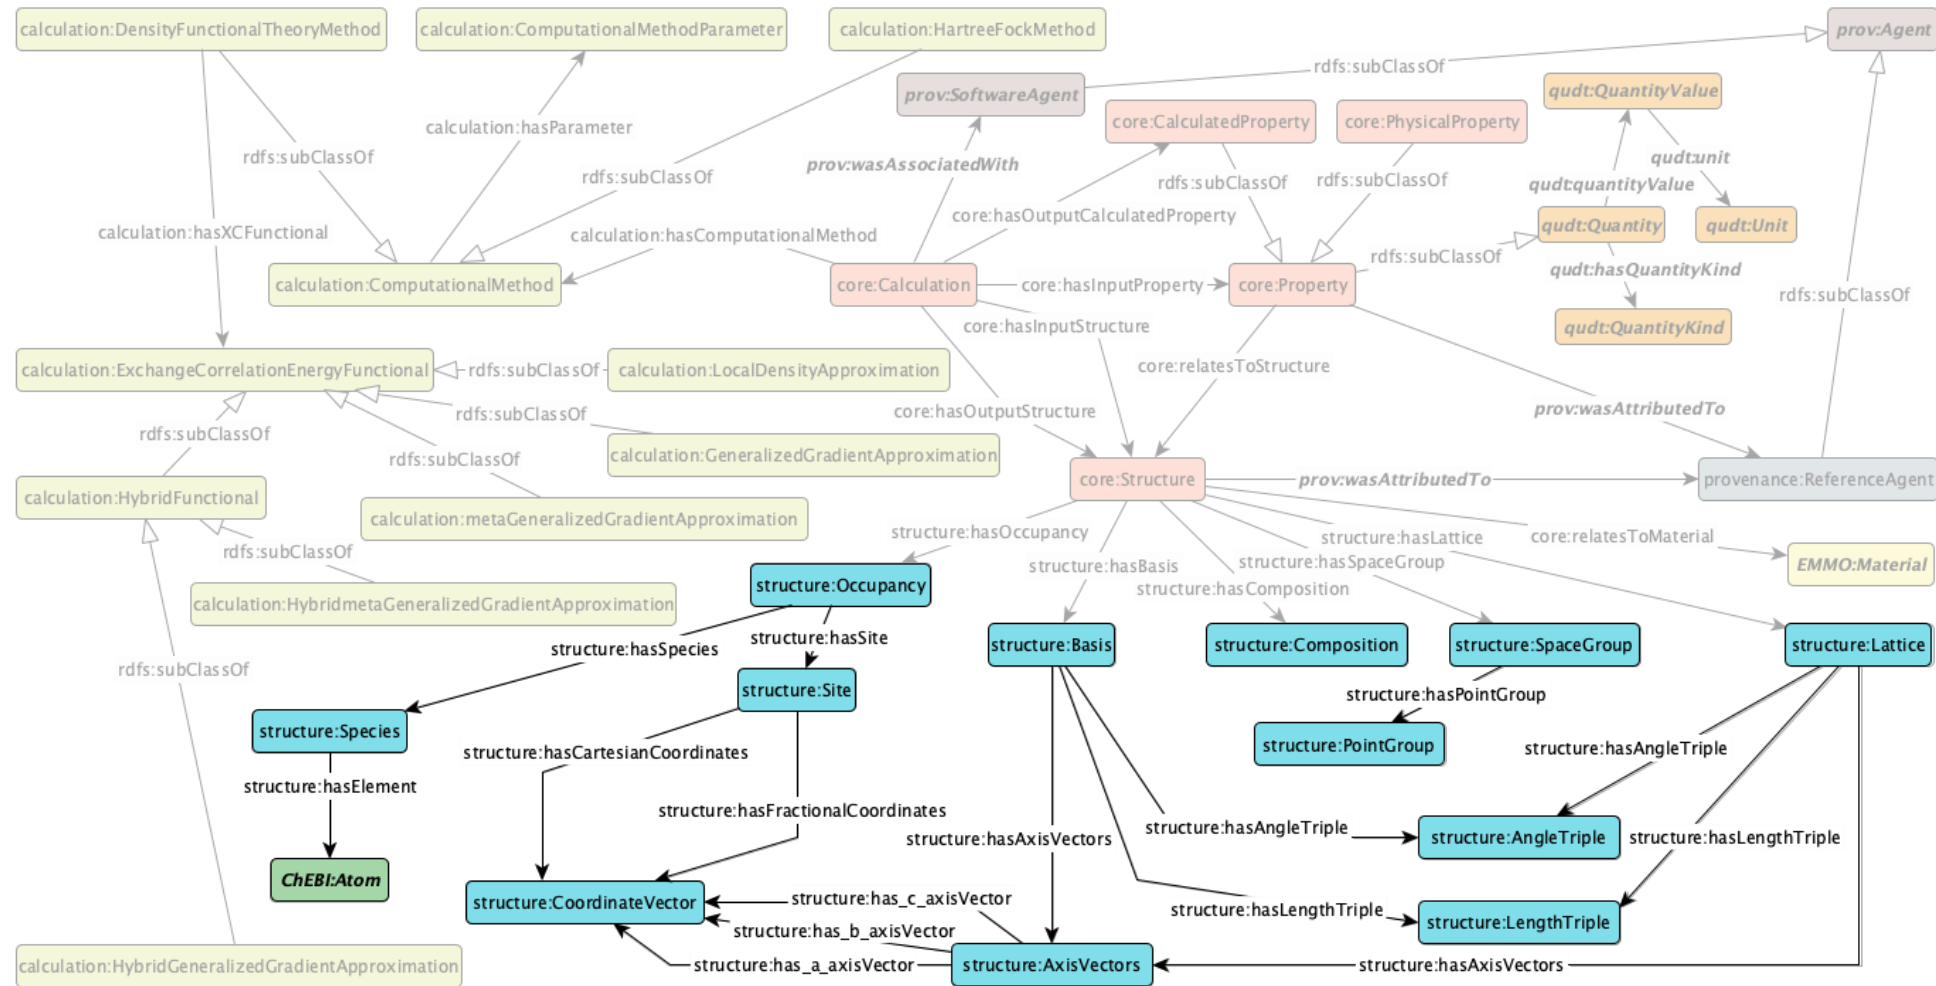 calculation:DensityFunctionalTheoryMethod
calculation:ComputationalMethodParameter
calculation:HartreeFockMethod
prov:Agent
rdfs:subClassOf
prov:SoftwareAgent
qudt:QuantityValue
calculation:hasParameter
core:CalculatedProperty
core:PhysicalProperty
rdfs:subClassOf
prov:wasAssociatedWith
rdfs:subClassOf
rdfs:subClassOf
rdfs:subClassOf
qudt:unit
qudt:quantityValue
calculation:hasXCFunctional
calculation:hasComputationalMethod
core:hasOutputCalculatedProperty
qudt:Quantity
qudt:Unit
rdfs:subClassOf
qudt:hasQuantityKind
calculation:ComputationalMethod
core:Calculation
core:hasInputProperty
core:Property
rdfs:subClassOf
core:hasInputStructure
qudt:QuantityKind
calculation:ExchangeCorrelationEnergyFunctional
rdfs:subClassOf
calculation:LocalDensityApproximation
core:relatesToStructure
rdfs:subClassOf
core:hasOutputStructure
prov:wasAttributedTo
rdfs:subClassOf
rdfs:subClassOf
calculation:GeneralizedGradientApproximation
calculation:HybridFunctional
core:Structure
prov:wasAttributedTo
provenance:ReferenceAgent
calculation:metaGeneralizedGradientApproximation
structure:hasOccupancy
structure:hasLattice
core:relatesToMaterial
rdfs:subClassOf
structure:hasBasis
structure:hasSpaceGroup
EMMO:Material
structure:Occupancy
structure:hasComposition
calculation:HybridmetaGeneralizedGradientApproximation
structure:hasSpecies
structure:hasSite
structure:Basis
structure:Composition
structure:SpaceGroup
structure:Lattice
rdfs:subClassOf
structure:Site
structure:hasPointGroup
structure:Species
structure:hasCartesianCoordinates
structure:PointGroup
structure:hasAngleTriple
structure:hasElement
structure:hasFractionalCoordinates
structure:hasAxisVectors
structure:hasAngleTriple
structure:AngleTriple
structure:hasLengthTriple
ChEBI:Atom
structure:CoordinateVector
structure:has_c_axisVector
structure:hasLengthTriple
structure:LengthTriple
structure:has_b_axisVector
calculation:HybridGeneralizedGradientApproximation
structure:has_a_axisVector
structure:AxisVectors
structure:hasAxisVectors